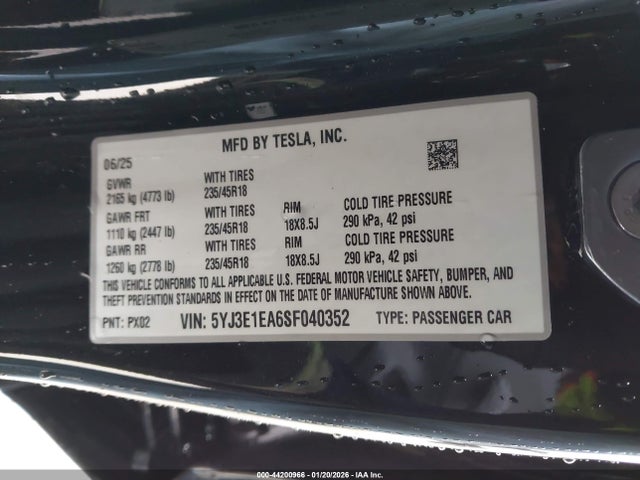 MFD BY TESLA, INC.
06/25
GVWR WITH TIRES
2165 kg (4773 lb) 235/45R18
GAWR FRT WITH TIRES RIM COLD TIRE PRESSURE
1110 kg (2447 lb) 235/45R18 18X8.5J 290 kPa, 42 psi
GAWR RR WITH TIRES RIM COLD TIRE PRESSURE
1260 kg (2778 lb) 235/45R18 18X8.5J 290 kPa, 42 psi
THIS VEHICLE CONFORMS TO ALL APPLICABLE U.S. FEDERAL MOTOR VEHICLE SAFETY, BUMPER, AND
THEFT PREVENTION STANDARDS IN EFFECT ON THE DATE OF MANUFACTURE SHOWN ABOVE.
PNT: PX02 VIN: 5YJ3E1EA6SF040352 TYPE: PASSENGER CAR
000-44200966 - 01/20/2026 - IAA Inc.